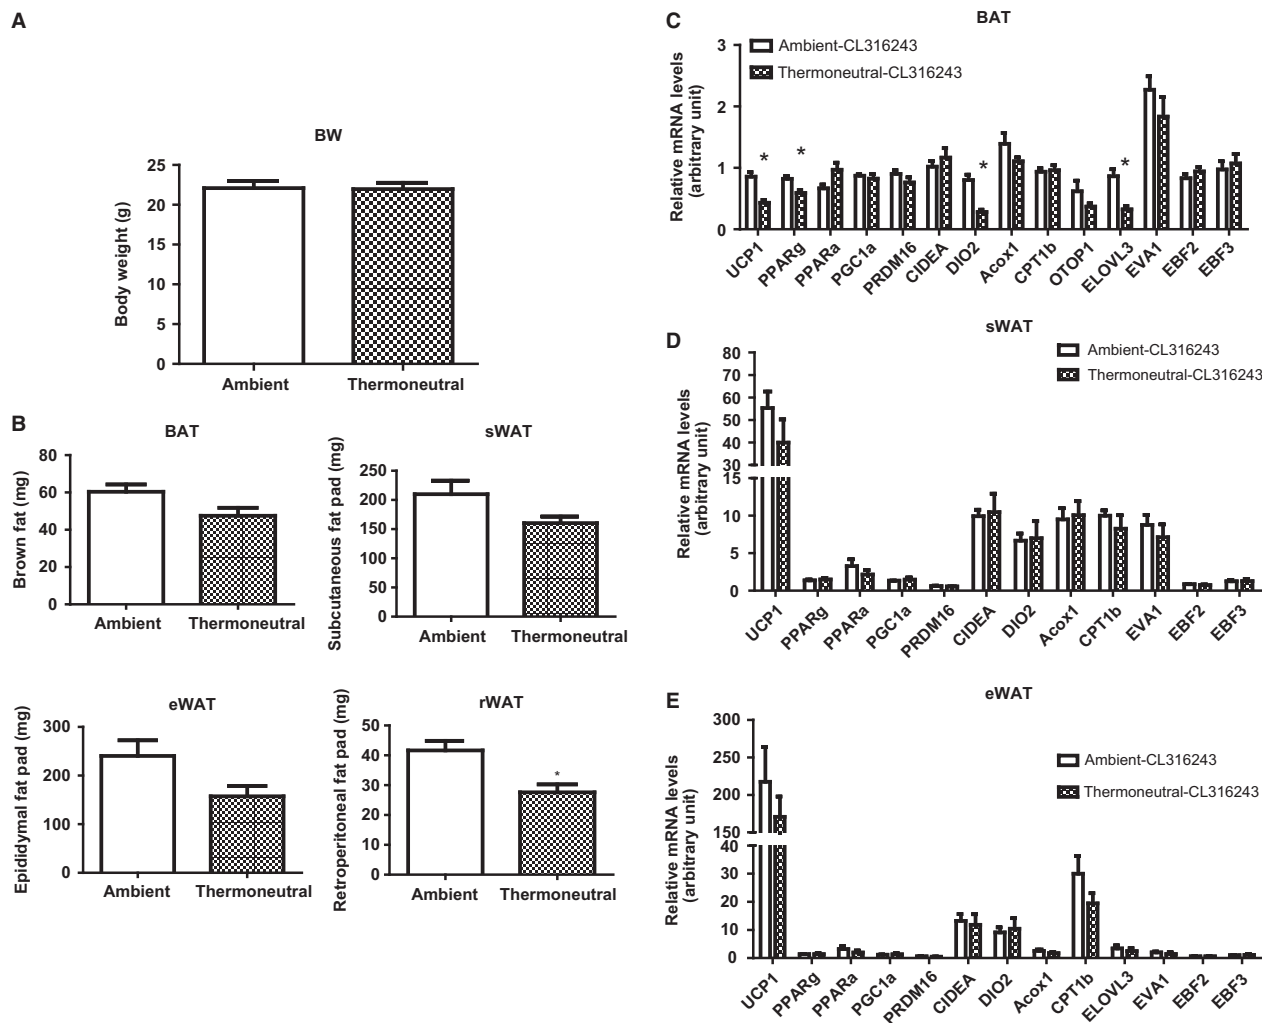 A
BW
Body weight (g)
25
20
15
10
5
0
Ambient
Thermoneutral
B
BAT
Brown fat (mg)
80
60
40
20
0
Ambient
Thermoneutral
sWAT
Subcutaneous fat pad (mg)
250
200
150
100
50
0
Ambient
Thermoneutral
eWAT
Epididymal fat pad (mg)
300
200
100
0
Ambient
Thermoneutral
rWAT
Retroperitoneal fat pad (mg)
50
40
30
20
10
0
*
Ambient
Thermoneutral
C
BAT
Ambient-CL316243
Thermoneutral-CL316243
Relative mRNA levels
(arbitrary unit)
3
2
1
0
* * * *
UCP1 PPARg PPARa PGC1a PRDM16 CIDEA DIO2 Acox1 CPT1b OTOP1 ELOVL3 EVA1 EBF2 EBF3
D
sWAT
Ambient-CL316243
Thermoneutral-CL316243
Relative mRNA levels
(arbitrary unit)
80
70
60
50
40
30
15
10
5
0
UCP1 PPARg PPARa PGC1a PRDM16 CIDEA DIO2 Acox1 CPT1b EVA1 EBF2 EBF3
E
eWAT
Ambient-CL316243
Thermoneutral-CL316243
Relative mRNA levels
(arbitrary unit)
300
250
200
150
40
30
20
10
0
UCP1 PPARg PPARa PGC1a PRDM16 CIDEA DIO2 Acox1 CPT1b ELOVL3 EVA1 EBF2 EBF3